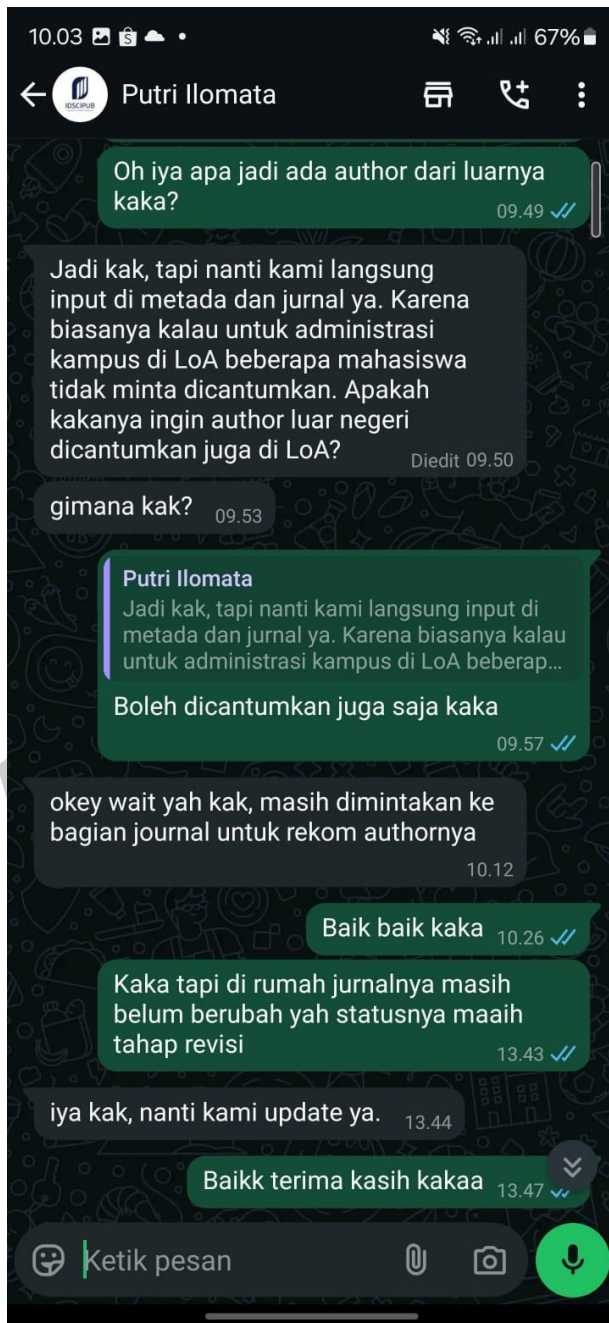 10.03
67%
IDSCIPUB
Putri Ilomata
Oh iya apa jadi ada author dari luarnya
kaka?
09.49
Jadi kak, tapi nanti kami langsung
input di metada dan jurnal ya. Karena
biasanya kalau untuk administrasi
kampus di LoA beberapa mahasiswa
tidak minta dicantumkan. Apakah
kakanya ingin author luar negeri
dicantumkan juga di LoA?
Diedit 09.50
gimana kak?
09.53
Putri Ilomata
Jadi kak, tapi nanti kami langsung input di
metada dan jurnal ya. Karena biasanya kalau
untuk administrasi kampus di LoA beberap...
Boleh dicantumkan juga saja kaka
09.57
okey wait yah kak, masih dimintakan ke
bagian journal untuk rekom authornya
10.12
Baik baik kaka
10.26
Kaka tapi di rumah jurnalnya masih
belum berubah yah statusnya maaih
tahap revisi
13.43
iya kak, nanti kami update ya.
13.44
Baikk terima kasih kakaa
13.47
Ketik pesan